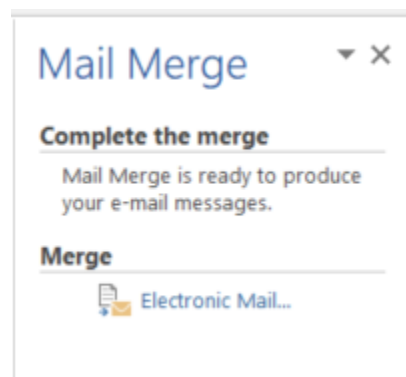 Mail Merge
Complete the merge
Mail Merge is ready to produce
your e-mail messages.
Merge
Electronic Mail...